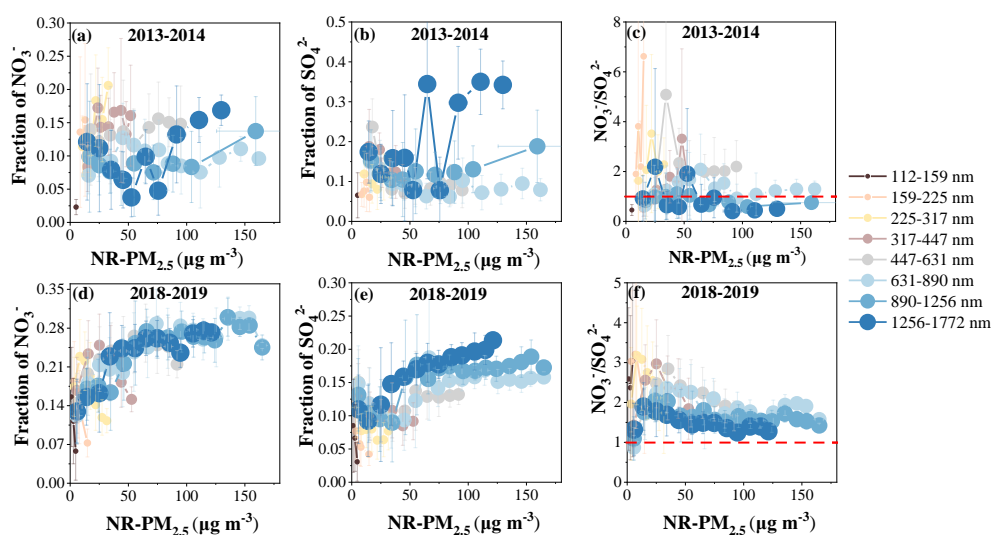 (a) 2013-2014
Fraction of NO₃⁻
0.30
0.25
0.20
0.15
0.10
0.05
0.00
0 50 100 150
NR-PM₂.₅ (µg m⁻³)
(b) 2013-2014
Fraction of SO₄²⁻
0.5
0.4
0.3
0.2
0.1
0.0
0 50 100 150
NR-PM₂.₅ (µg m⁻³)
(c) 2013-2014
NO₃⁻/SO₄²⁻
8
6
4
2
0
0 50 100 150
NR-PM₂.₅ (µg m⁻³)
112-159 nm
159-225 nm
225-317 nm
317-447 nm
447-631 nm
631-890 nm
890-1256 nm
1256-1772 nm
(d) 2018-2019
Fraction of NO₃⁻
0.35
0.28
0.21
0.14
0.07
0.00
0 50 100 150
NR-PM₂.₅ (µg m⁻³)
(e) 2018-2019
Fraction of SO₄²⁻
0.30
0.25
0.20
0.15
0.10
0.05
0.00
0 50 100 150
NR-PM₂.₅ (µg m⁻³)
(f) 2018-2019
NO₃⁻/SO₄²⁻
5
4
3
2
1
0
0 50 100 150
NR-PM₂.₅ (µg m⁻³)